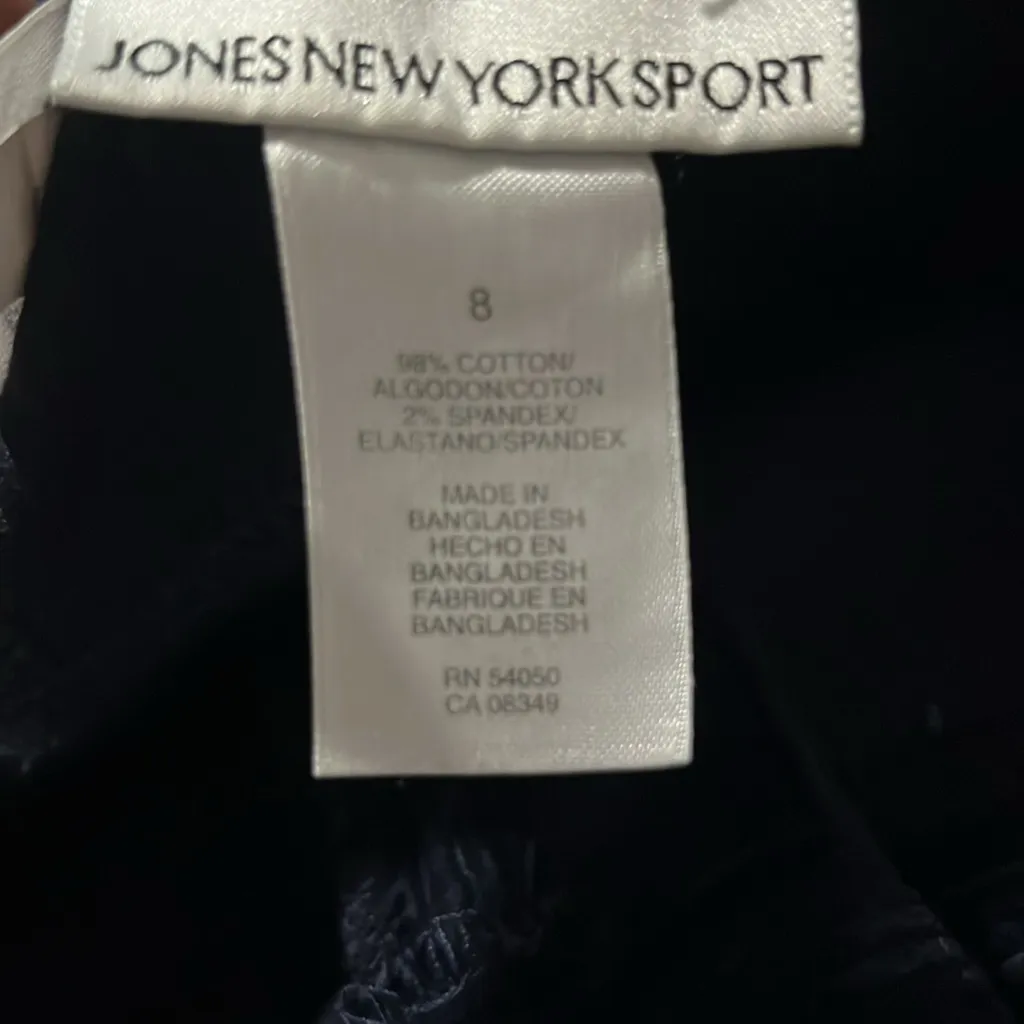 JONES NEW YORK SPORT
8
98% COTTON/
ALGODON/COTON
2% SPANDEX/
ELASTANO/SPANDEX
MADE IN
BANGLADESH
HECHO EN
BANGLADESH
FABRIQUE EN
BANGLADESH
RN 54050
CA 08349